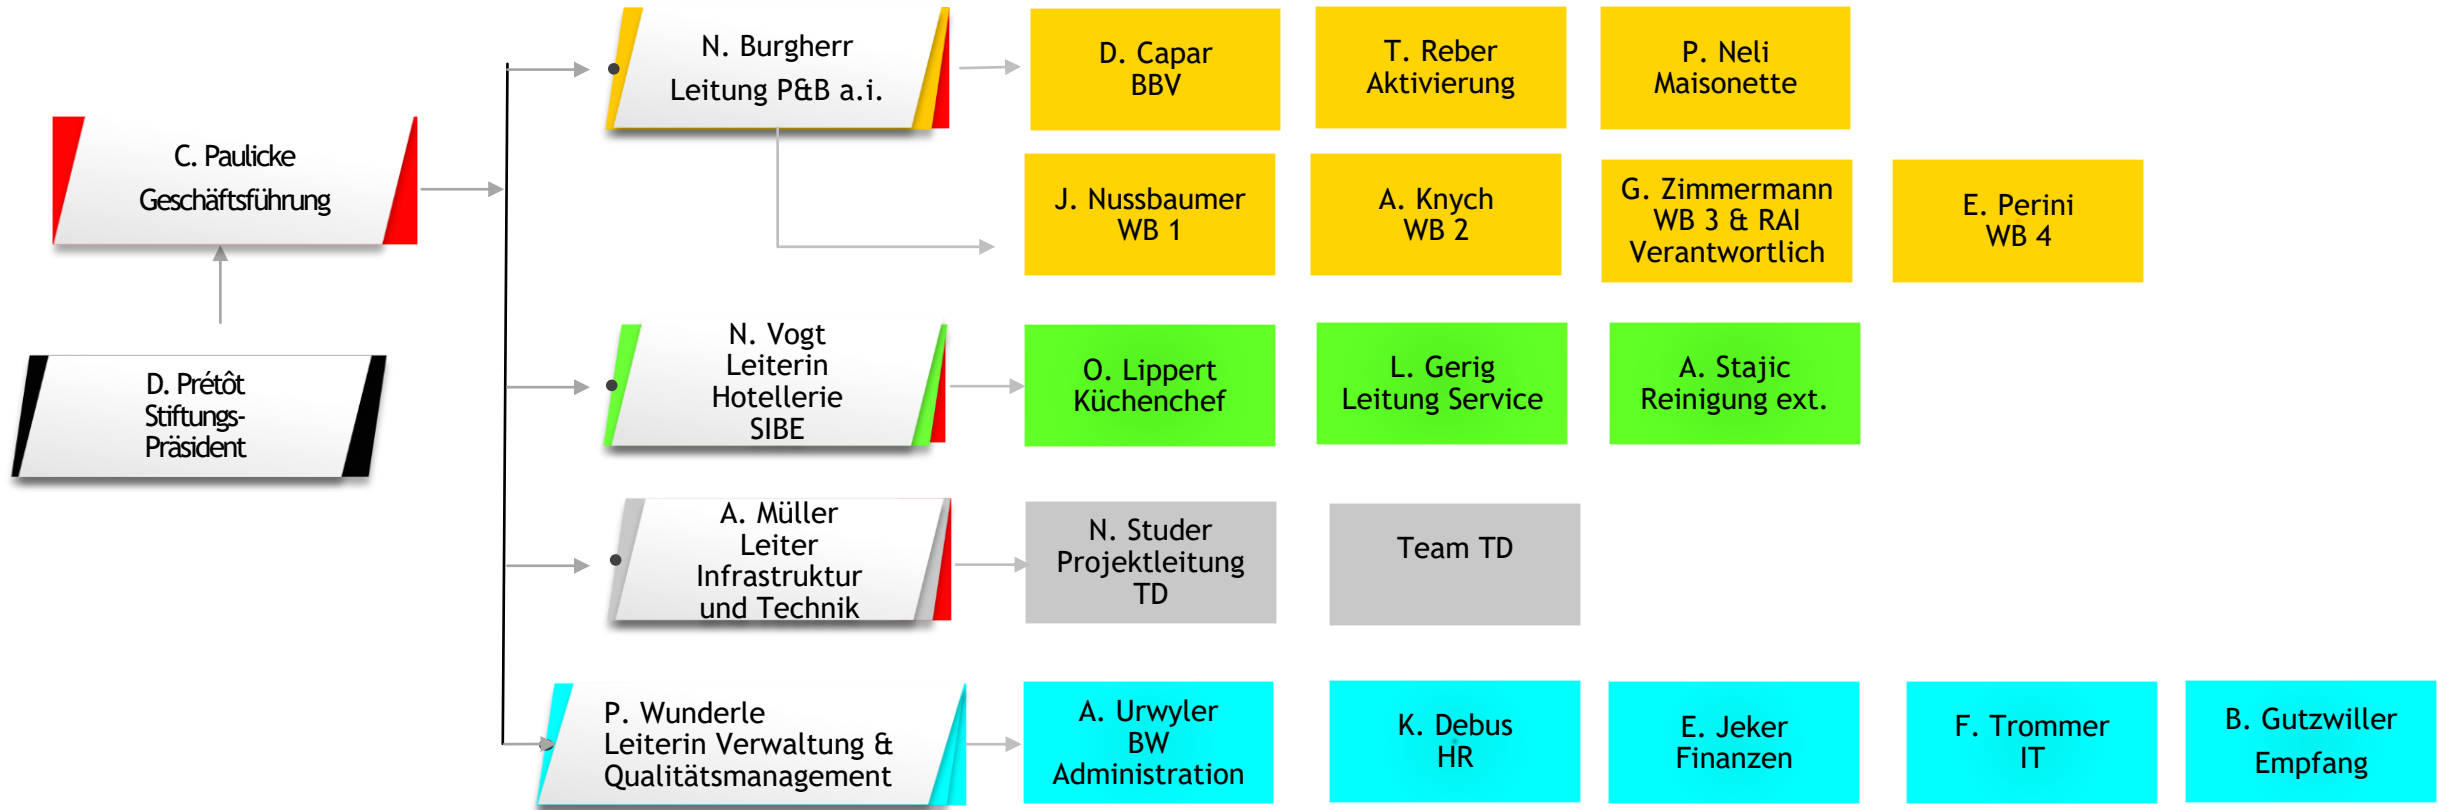 C. Paulicke
Geschäftsführung
D. Prétôt
Stiftungs-
Präsident
N. Burgherr
Leitung P&B a.i.
D. Capar
BBV
T. Reber
Aktivierung
P. Neli
Maisonette
J. Nussbaumer
WB 1
A. Knych
WB 2
G. Zimmermann
WB 3 & RAI
Verantwortlich
E. Perini
WB 4
N. Vogt
Leiterin
Hotellerie
SIBE
O. Lippert
Küchenchef
L. Gerig
Leitung Service
A. Stajic
Reinigung ext.
A. Müller
Leiter
Infrastruktur
und Technik
N. Studer
Projektleitung
TD
Team TD
P. Wunderle
Leiterin Verwaltung &
Qualitätsmanagement
A. Urwyler
BW
Administration
K. Debus
HR
E. Jeker
Finanzen
F. Trommer
IT
B. Gutzwiller
Empfang